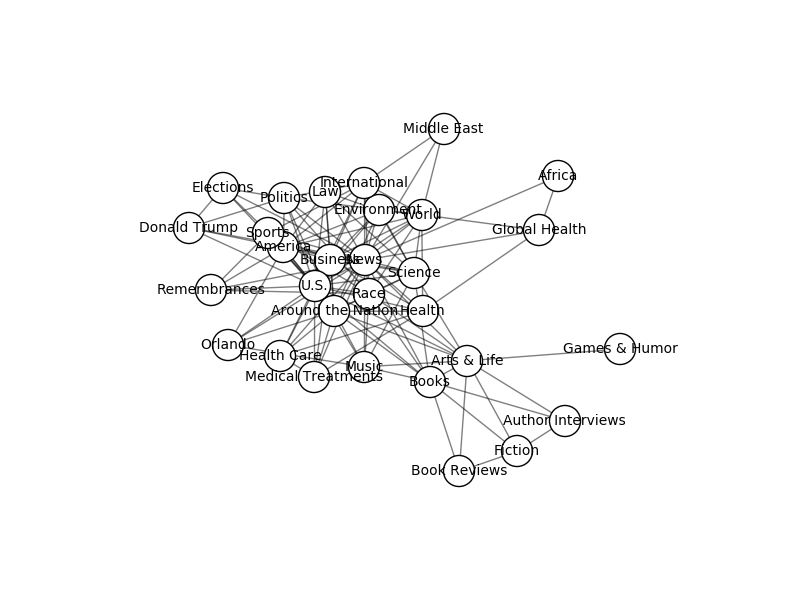 Middle East
Africa
International
Elections
Law
Politics
Environment
World
Donald Trump
Global Health
Sports
America
Business
News
Science
U.S.
Remembrances
Race
Around the Nation
Health
Orlando
Games & Humor
Health Care
Arts & Life
Music
Medical Treatments
Books
Author Interviews
Fiction
Book Reviews